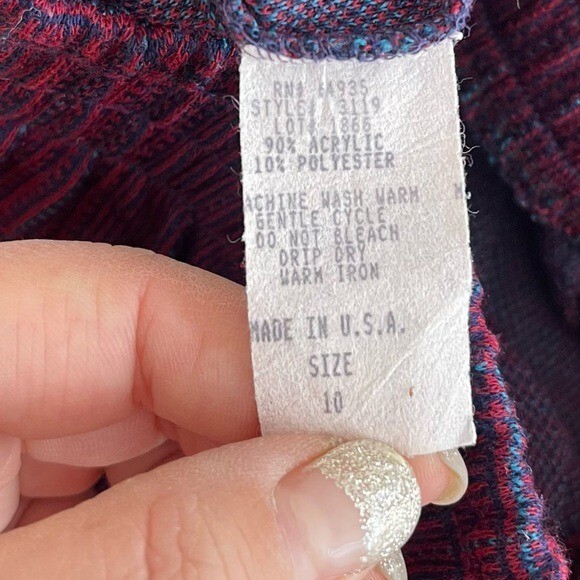 RN# 
STYLE# 3119
LOT# 866
90% ACRYLIC
10% POLYESTER
ACHINE WASH WARM
GENTLE CYCLE
DO NOT BLEACH
DRIP DRY
WARM IRON
MADE IN U.S.A.
SIZE
10